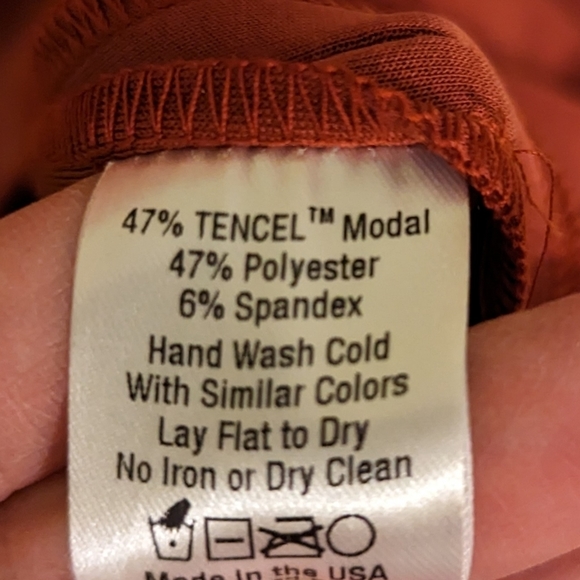 47% TENCEL™ Modal
47% Polyester
6% Spandex
Hand Wash Cold
With Similar Colors
Lay Flat to Dry
No Iron or Dry Clean
Made in the USA